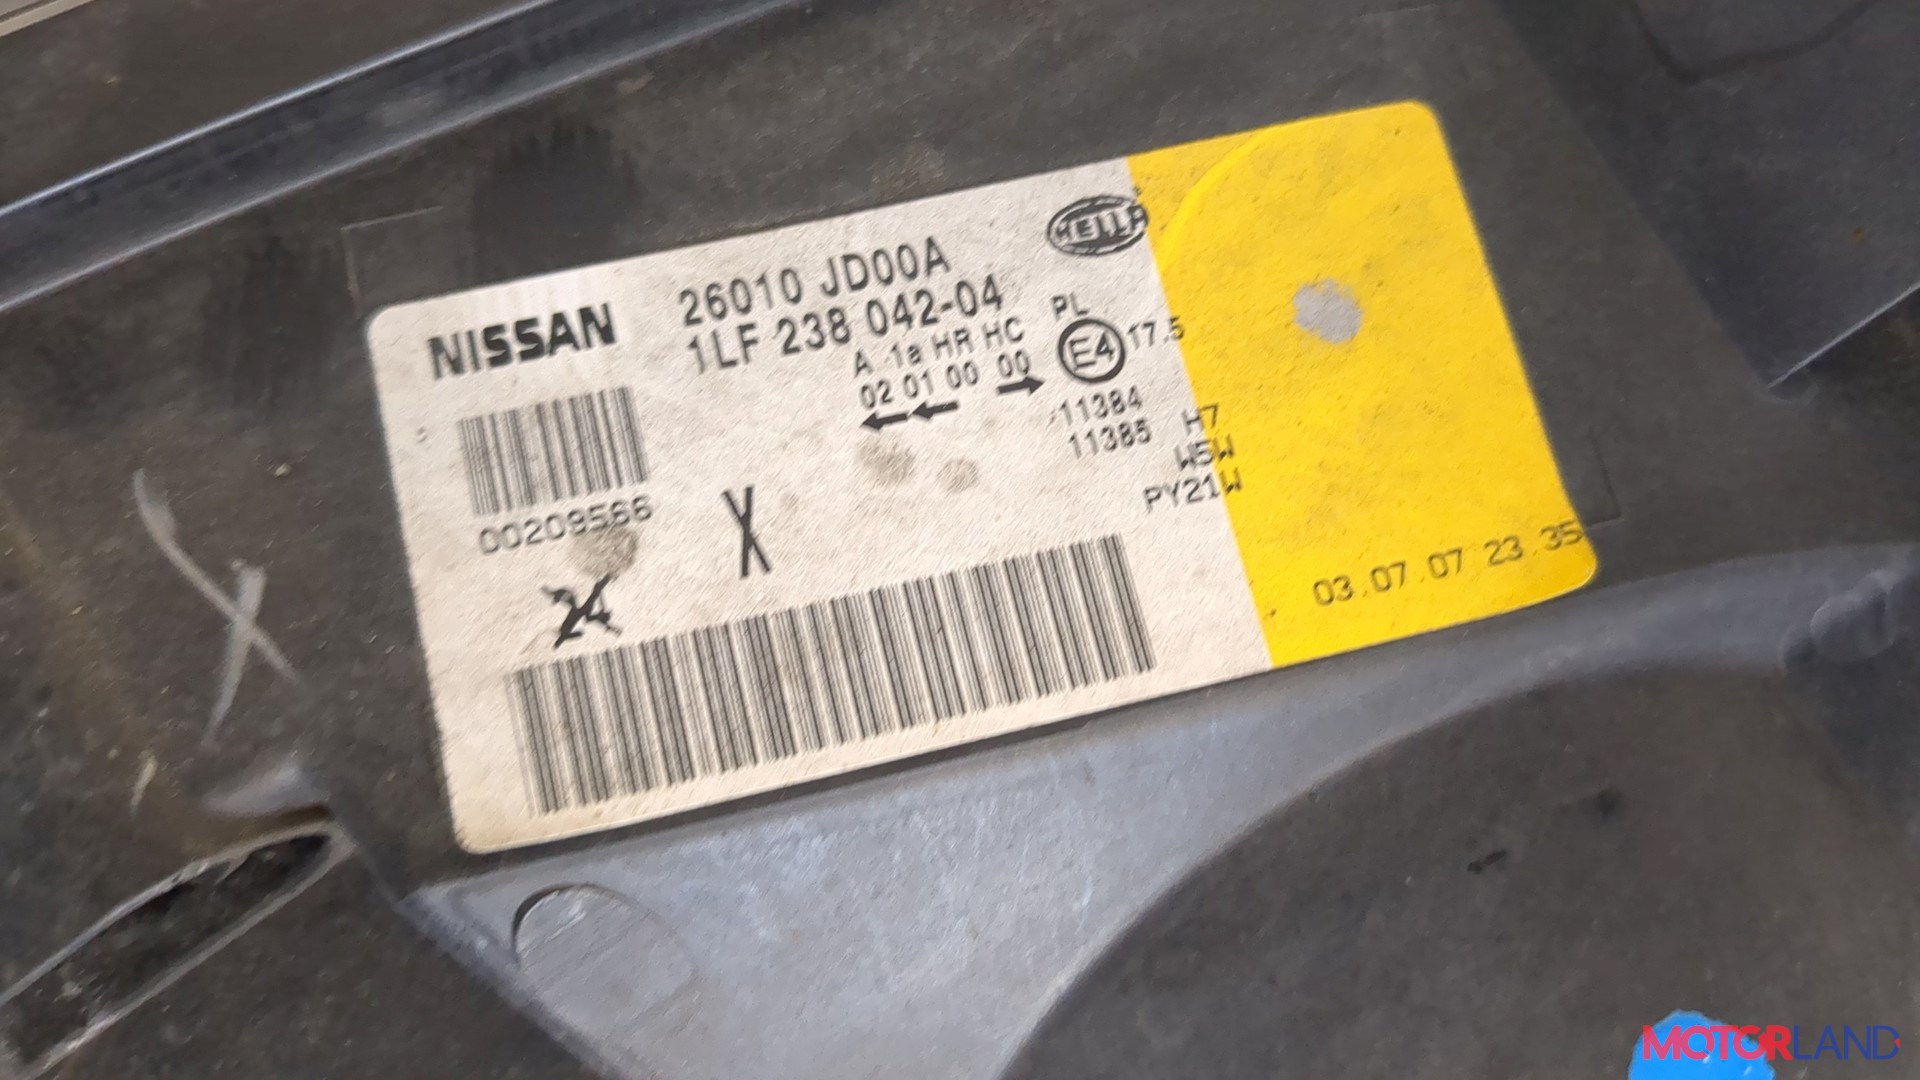 HELLA
NISSAN
26010 JD00A
1LF 238 042-04
A 1a HR HC
02 01 00 00
PL
E4 17.5
11384
11385
H7
W5W
PY21W
00209566
X
24
03.07.07 23.35
MOTORLAND